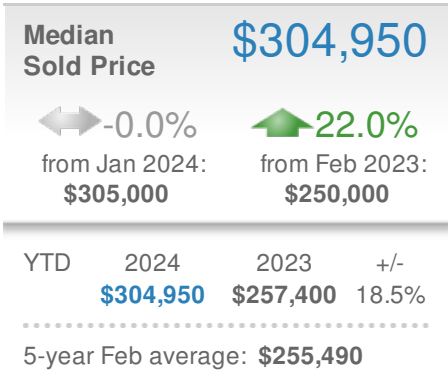 Median
Sold Price
$304,950
-0.0%
from Jan 2024:
$305,000
22.0%
from Feb 2023:
$250,000
YTD 2024 2023 +/-
$304,950 $257,400 18.5%
5-year Feb average: $255,490